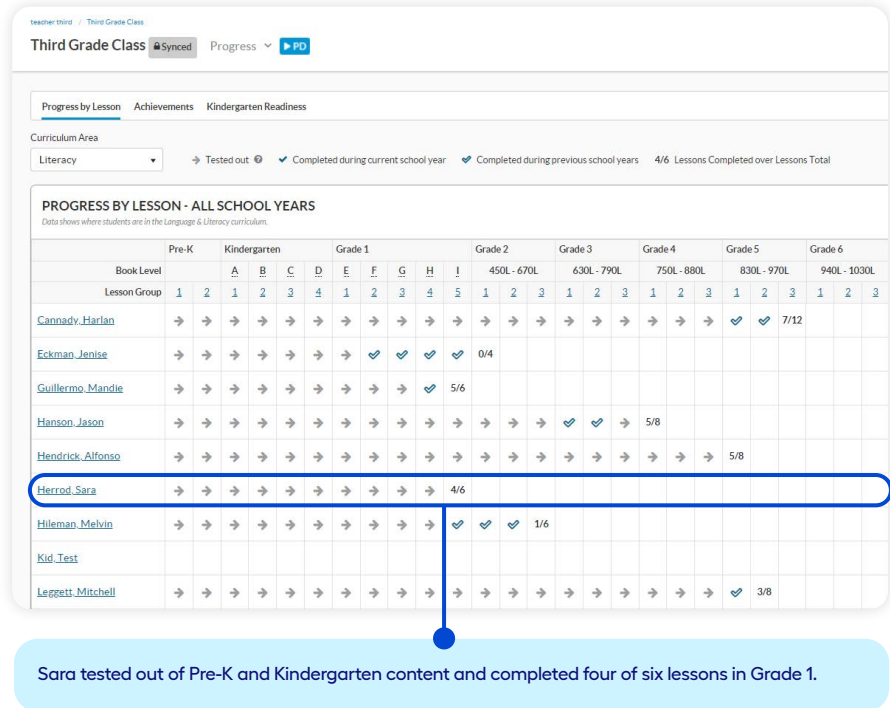 teacher third / Third Grade Class
Third Grade Class Synced Progress PD
Progress by Lesson Achievements Kindergarten Readiness
Curriculum Area
Literacy Tested out Completed during current school year Completed during previous school years 4/6 Lessons Completed over Lessons Total
PROGRESS BY LESSON - ALL SCHOOL YEARS
Data shows where students are in the Language & Literacy curriculum.
Pre-K Kindergarten Grade 1 Grade 2 Grade 3 Grade 4 Grade 5 Grade 6
Book Level A B C D E F G H I 450L - 670L 630L - 790L 750L - 880L 830L - 970L 940L - 1030L
Lesson Group 1 2 1 2 3 4 1 2 3 4 5 1 2 3 1 2 3 1 2 3 1 2 3 1 2 3
Cannady, Harlan 7/12
Eckman, Jenise 0/4
Guillermo, Mandie 5/6
Hanson, Jason 5/8
Hendrick, Alfonso 5/8
Herrod, Sara 4/6
Hileman, Melvin 1/6
Kid, Test
Leggett, Mitchell 3/8
Sara tested out of Pre-K and Kindergarten content and completed four of six lessons in Grade 1.